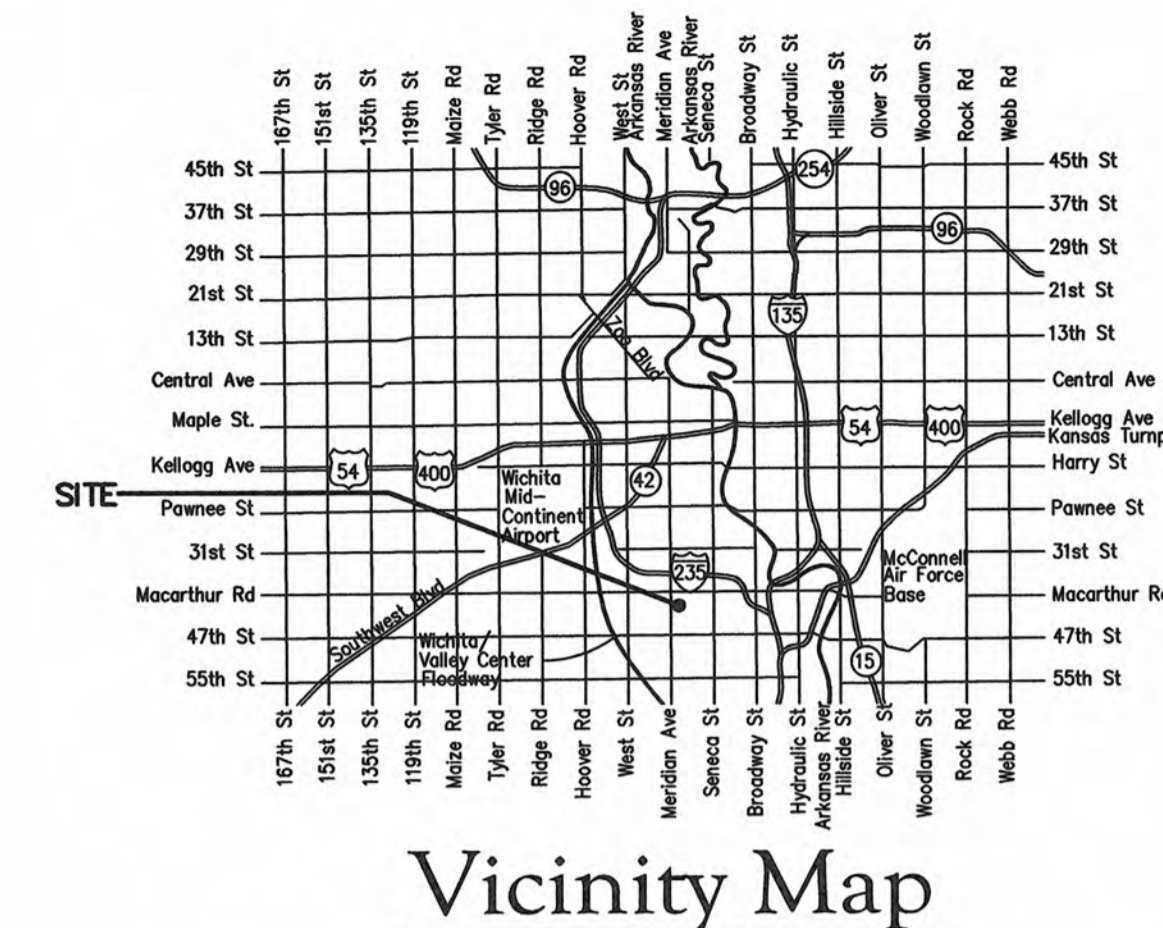 167th St
151st St
135th St
119th St
Maize Rd
Tyler Rd
Ridge Rd
Hoover Rd
West St
Arkansas River
Meridian Ave
Arkansas River
Seneca St
Broadway St
Hydraulic St
Hillside St
Oliver St
Woodlawn St
Rock Rd
Webb Rd
45th St
37th St
29th St
21st St
13th St
Central Ave
Maple St.
Kellogg Ave
SITE
Pawnee St
31st St
Macarthur Rd
47th St
55th St
96
254
96
135
Zoo Blvd
54
400
54
400
42
Wichita
Mid-
Continent
Airport
235
McConnell
Air Force
Base
Southwest Blvd
Wichita/
Valley Center
Floodway
15
45th St
37th St
29th St
21st St
13th St
Central Ave
Kellogg Ave
Kansas Turnp
Harry St
Pawnee St
31st St
Macarthur Rd
47th St
55th St
167th St
151st St
135th St
119th St
Maize Rd
Tyler Rd
Ridge Rd
Hoover Rd
West St
Meridian Ave
Seneca St
Broadway St
Hydraulic St
Arkansas River
Hillside St
Oliver St
Woodlawn St
Rock Rd
Webb Rd
Vicinity Map